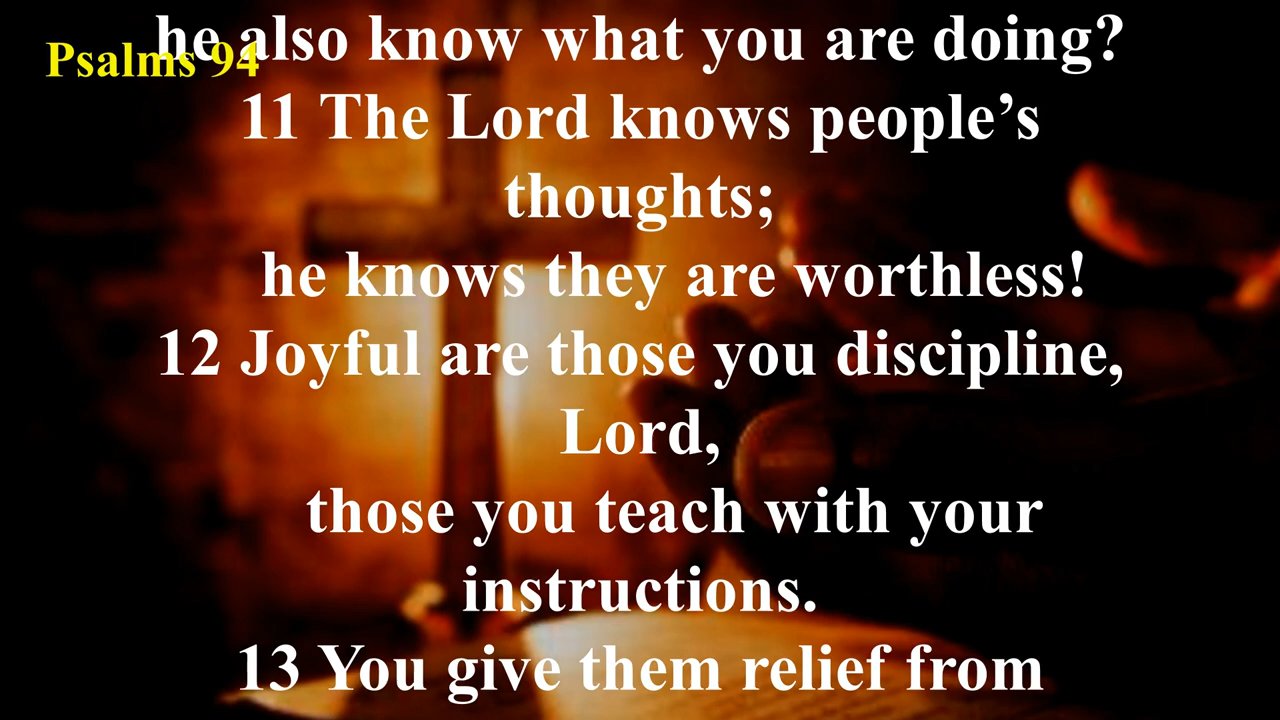 he also know what you are doing?
Psalms 94
11 The Lord knows people’s
thoughts;
he knows they are worthless!
12 Joyful are those you discipline,
Lord,
those you teach with your
instructions.
13 You give them relief from